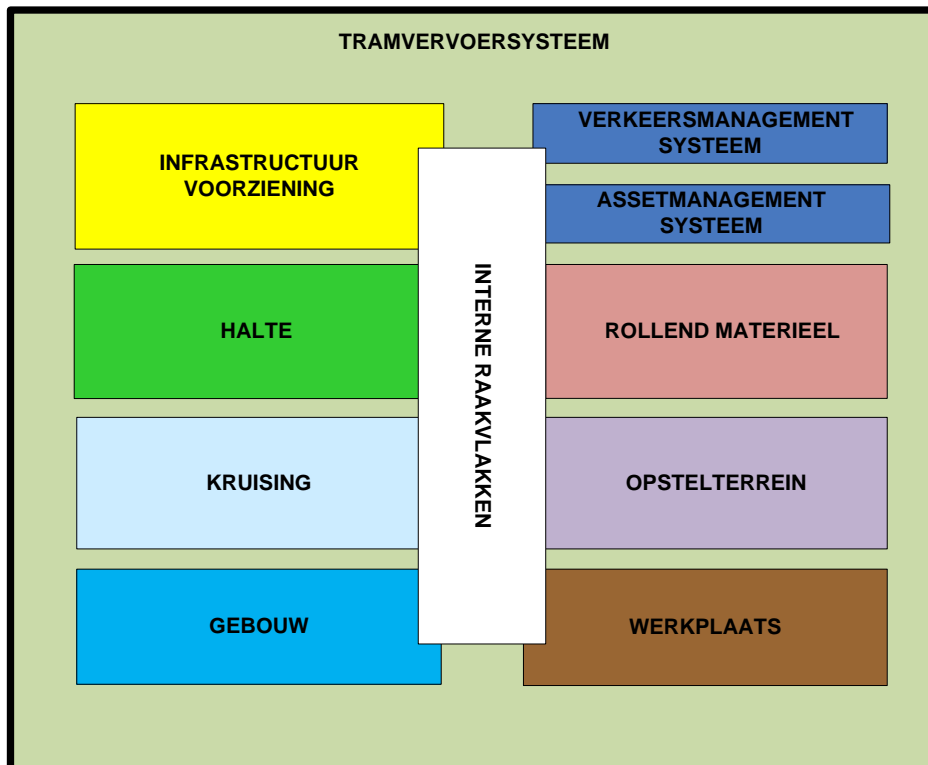 TRAMVERVOERSYSTEEM
INFRASTRUCTUUR
VOORZIENING
VERKEERSMANAGEMENT
SYSTEEM
ASSETMANAGEMENT
SYSTEEM
INTERNE RAAKVLAKKEN
HALTE
ROLLEND MATERIEEL
KRUISING
OPSTELTERREIN
GEBOUW
WERKPLAATS